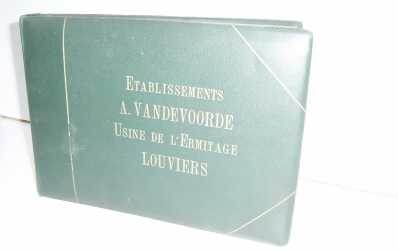 ETABLISSEMENTS
A. VANDEVOORDE
USINE DE L'ERMITAGE
LOUVIERS